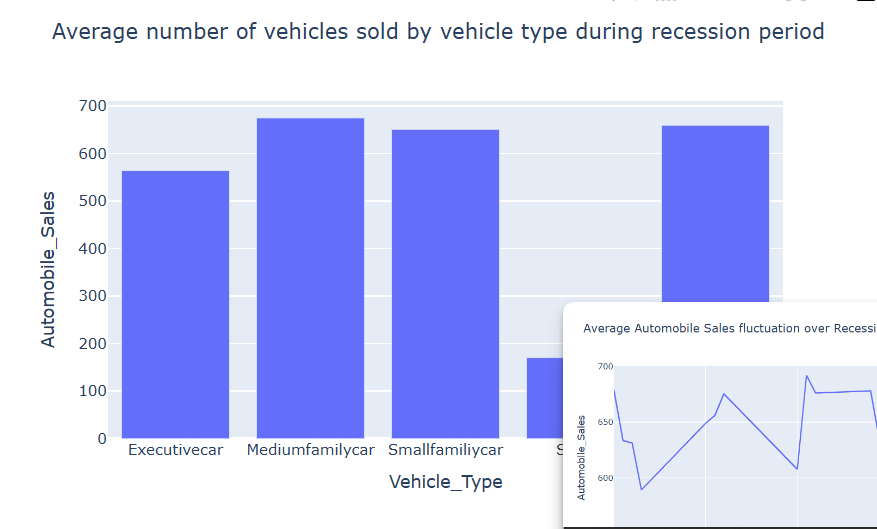 Average number of vehicles sold by vehicle type during recession period
700
600
500
400
300
200
100
0
Automobile_Sales
Executivecar
Mediumfamilycar
Smallfamiliycar
S
Vehicle_Type
Average Automobile Sales fluctuation over Recessi
700
650
600
Automobile_Sales